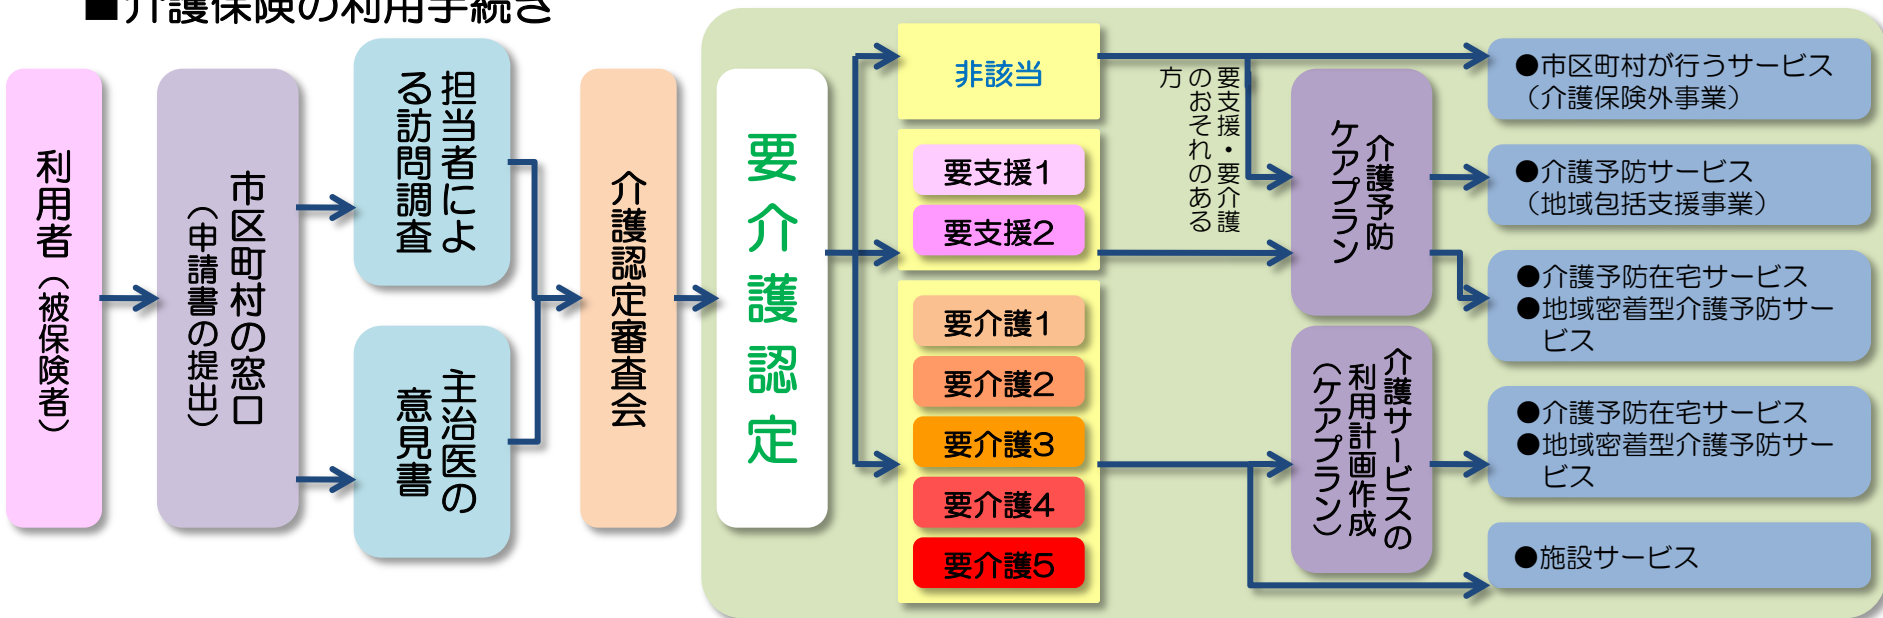 ■介護保険の利用手続き
利用者（被保険者）
市区町村の窓口
（申請書の提出）
担当者によ
る訪問調査
主治医の
意見書
介護認定審査会
要介護認定
非該当
要支援1
要支援2
要介護1
要介護2
要介護3
要介護4
要介護5
要支援・要介護
のおそれのある
方
介護予防
ケアプラン
介護サービスの
利用計画作成
（ケアプラン）
●市区町村が行うサービス
（介護保険外事業）
●介護予防サービス
（地域包括支援事業）
●介護予防在宅サービス
●地域密着型介護予防サー
ビス
●介護予防在宅サービス
●地域密着型介護予防サー
ビス
●施設サービス